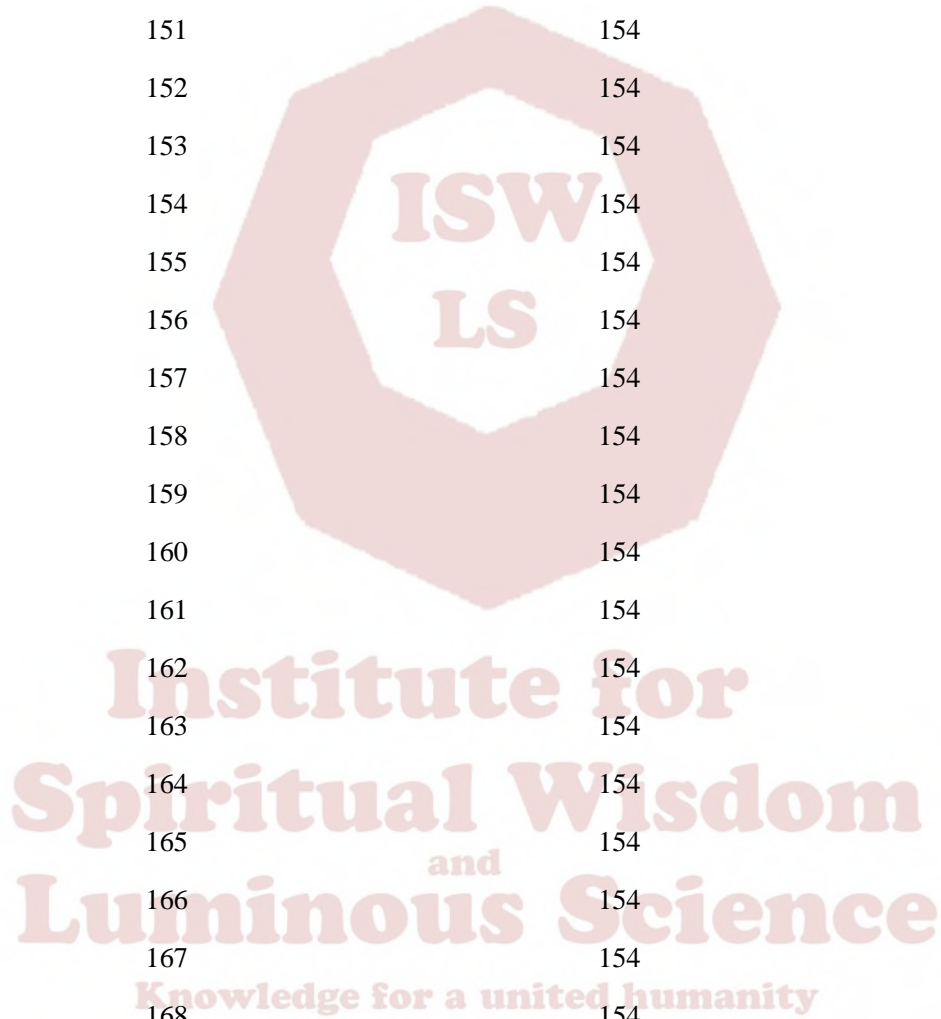 151 154
152 154
153 154
154 154
ISW
155 154
LS
156 154
157 154
158 154
159 154
160 154
161 154
162 154
Institute for
163 154
164 154
Spiritual Wisdom
165 154
and
166 154
Luminous Science
167 154
Knowledge for a united humanity
168 154